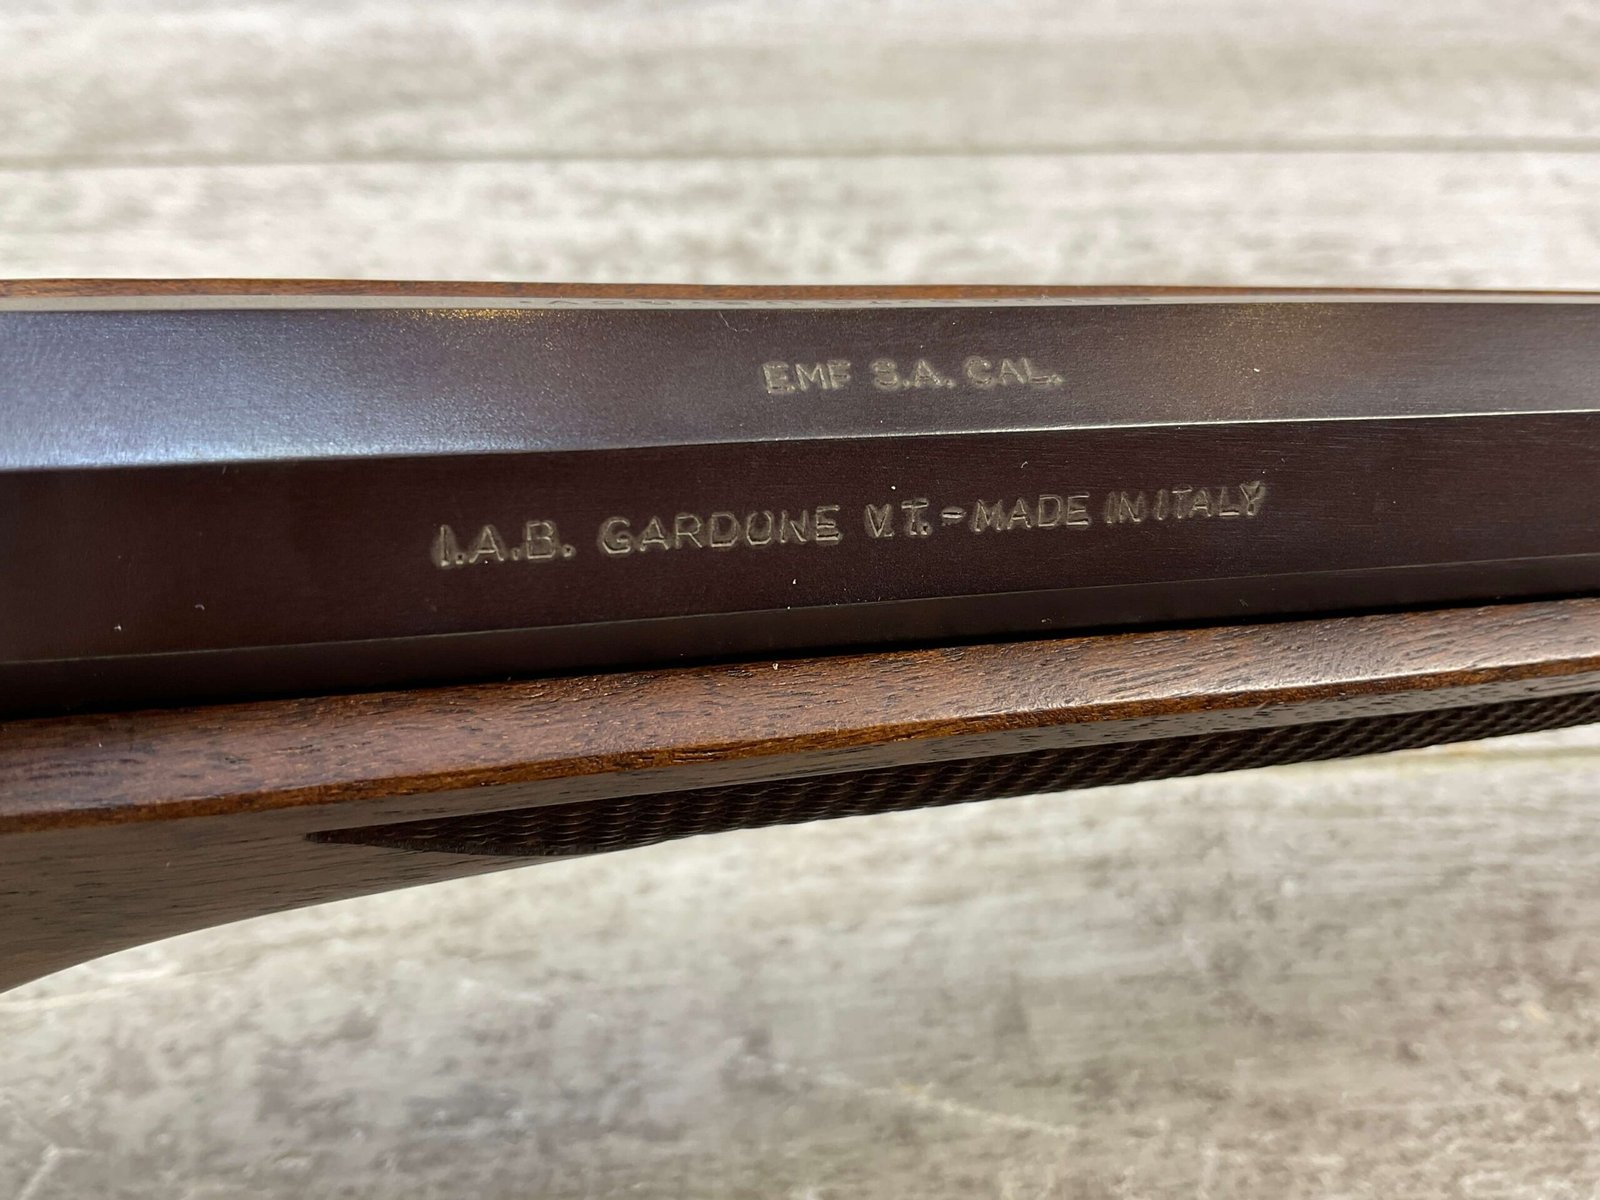 EMF S.A. CAL.
I.A.B. GARDONE V.T.-MADE IN ITALY